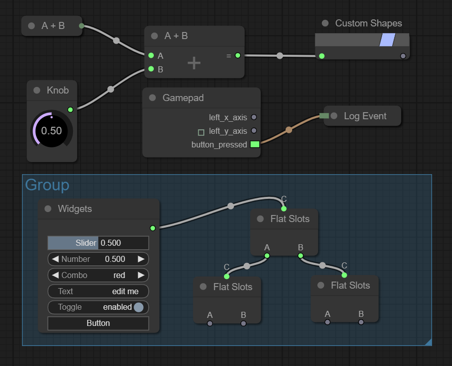 A + B
A + B
A
B
=
+
Custom Shapes
Knob
0.50
Gamepad
left_x_axis
left_y_axis
button_pressed
Log Event
Group
Widgets
Slider 0.500
Number 0.500
Combo red
Text edit me
Toggle enabled
Button
C
Flat Slots
A B
C
Flat Slots
A B
C
Flat Slots
A B